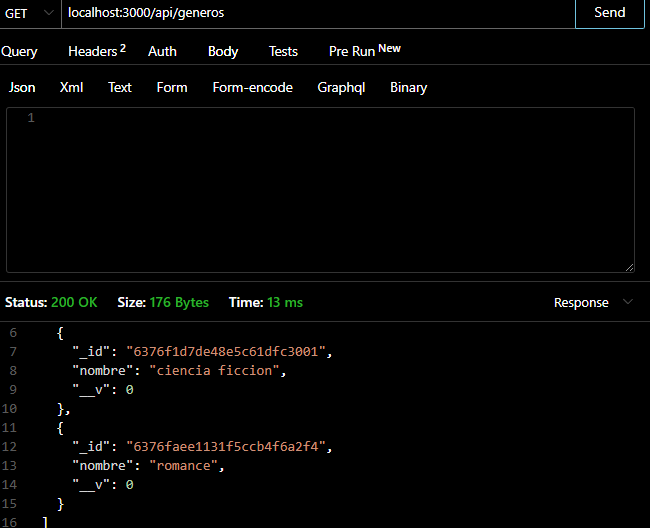 GET localhost:3000/api/generos Send
Query Headers 2 Auth Body Tests Pre Run New
Json Xml Text Form Form-encode Graphql Binary
1
Status: 200 OK Size: 176 Bytes Time: 13 ms Response
6 {
7 "_id": "6376f1d7de48e5c61dfc3001",
8 "nombre": "ciencia ficcion",
9 "__v": 0
10 },
11 {
12 "_id": "6376faee1131f5ccb4f6a2f4",
13 "nombre": "romance",
14 "__v": 0
15 }
16 ]